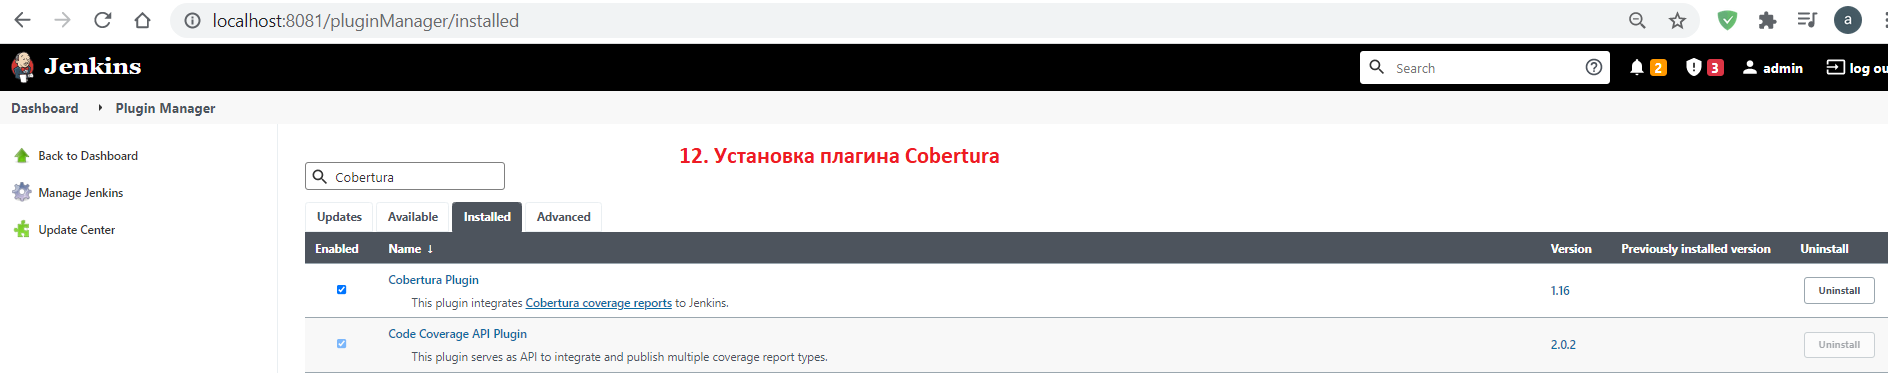 localhost:8081/pluginManager/installed
a
Jenkins
Search
2
3
admin
log ou
Dashboard
Plugin Manager
Back to Dashboard
Manage Jenkins
Update Center
12. Установка плагина Cobertura
Cobertura
Updates
Available
Installed
Advanced
Enabled
Name ↓
Version
Previously installed version
Uninstall
Cobertura Plugin
This plugin integrates Cobertura coverage reports to Jenkins.
1.16
Uninstall
Code Coverage API Plugin
This plugin serves as API to integrate and publish multiple coverage report types.
2.0.2
Uninstall